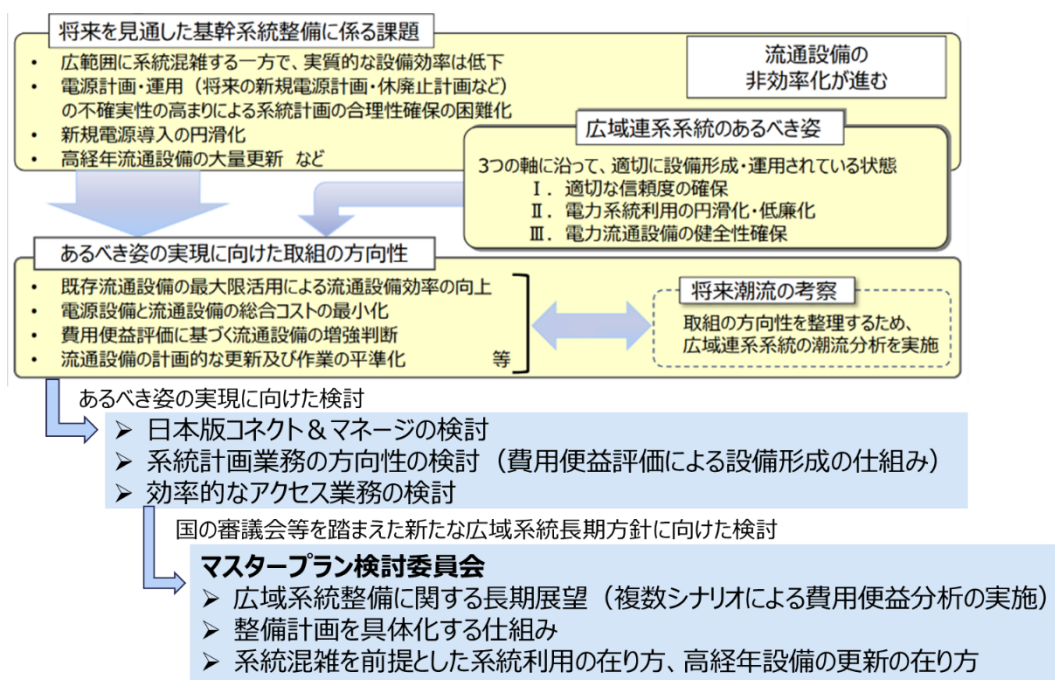 将来を見通した基幹系統整備に係る課題
• 広範囲に系統混雑する一方で、実質的な設備効率は低下
• 電源計画・運用（将来の新規電源計画・休廃止計画など）
の不確実性の高まりによる系統計画の合理性確保の困難化
• 新規電源導入の円滑化
• 高経年流通設備の大量更新 など
流通設備の
非効率化が進む
広域連系系統のあるべき姿
3つの軸に沿って、適切に設備形成・運用されている状態
Ⅰ．適切な信頼度の確保
Ⅱ．電力系統利用の円滑化・低廉化
Ⅲ．電力流通設備の健全性確保
あるべき姿の実現に向けた取組の方向性
• 既存流通設備の最大限活用による流通設備効率の向上
• 電源設備と流通設備の総合コストの最小化
• 費用便益評価に基づく流通設備の増強判断
• 流通設備の計画的な更新及び作業の平準化 等
将来潮流の考察
取組の方向性を整理するため、
広域連系系統の潮流分析を実施
あるべき姿の実現に向けた検討
➢ 日本版コネクト＆マネージの検討
➢ 系統計画業務の方向性の検討（費用便益評価による設備形成の仕組み）
➢ 効率的なアクセス業務の検討
国の審議会等を踏まえた新たな広域系統長期方針に向けた検討
マスタープラン検討委員会
➢ 広域系統整備に関する長期展望（複数シナリオによる費用便益分析の実施）
➢ 整備計画を具体化する仕組み
➢ 系統混雑を前提とした系統利用の在り方、高経年設備の更新の在り方